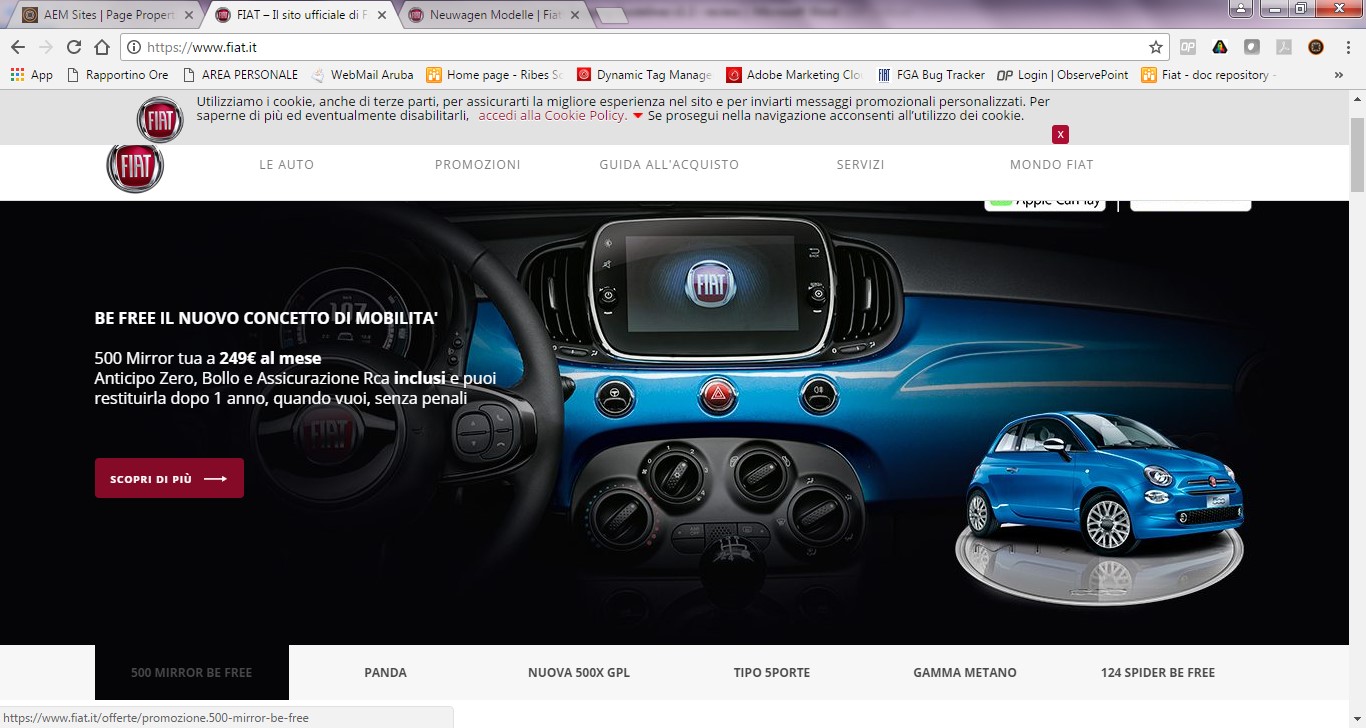 AEM Sites | Page Propert
FIAT – Il sito ufficiale di F
Neuwagen Modelle | Fiat
https://www.fiat.it
App
Rapportino Ore
AREA PERSONALE
WebMail Aruba
Home page - Ribes So
Dynamic Tag Manage
Adobe Marketing Clo
FGA Bug Tracker
OP Login | ObservePoint
Fiat - doc repository -
»
Utilizziamo i cookie, anche di terze parti, per assicurarti la migliore esperienza nel sito e per inviarti messaggi promozionali personalizzati. Per
saperne di più ed eventualmente disabilitarli, accedi alla Cookie Policy. Se prosegui nella navigazione acconsenti all'utilizzo dei cookie.
x
FIAT
FIAT
LE AUTO
PROMOZIONI
GUIDA ALL'ACQUISTO
SERVIZI
MONDO FIAT
Apple CarPlay
FIAT
BE FREE IL NUOVO CONCETTO DI MOBILITA'
500 Mirror tua a 249€ al mese
Anticipo Zero, Bollo e Assicurazione Rca inclusi e puoi
restituirla dopo 1 anno, quando vuoi, senza penali
FIAT
SCOPRI DI PIÙ
500 MIRROR BE FREE
PANDA
NUOVA 500X GPL
TIPO 5PORTE
GAMMA METANO
124 SPIDER BE FREE
https://www.fiat.it/offerte/promozione.500-mirror-be-free